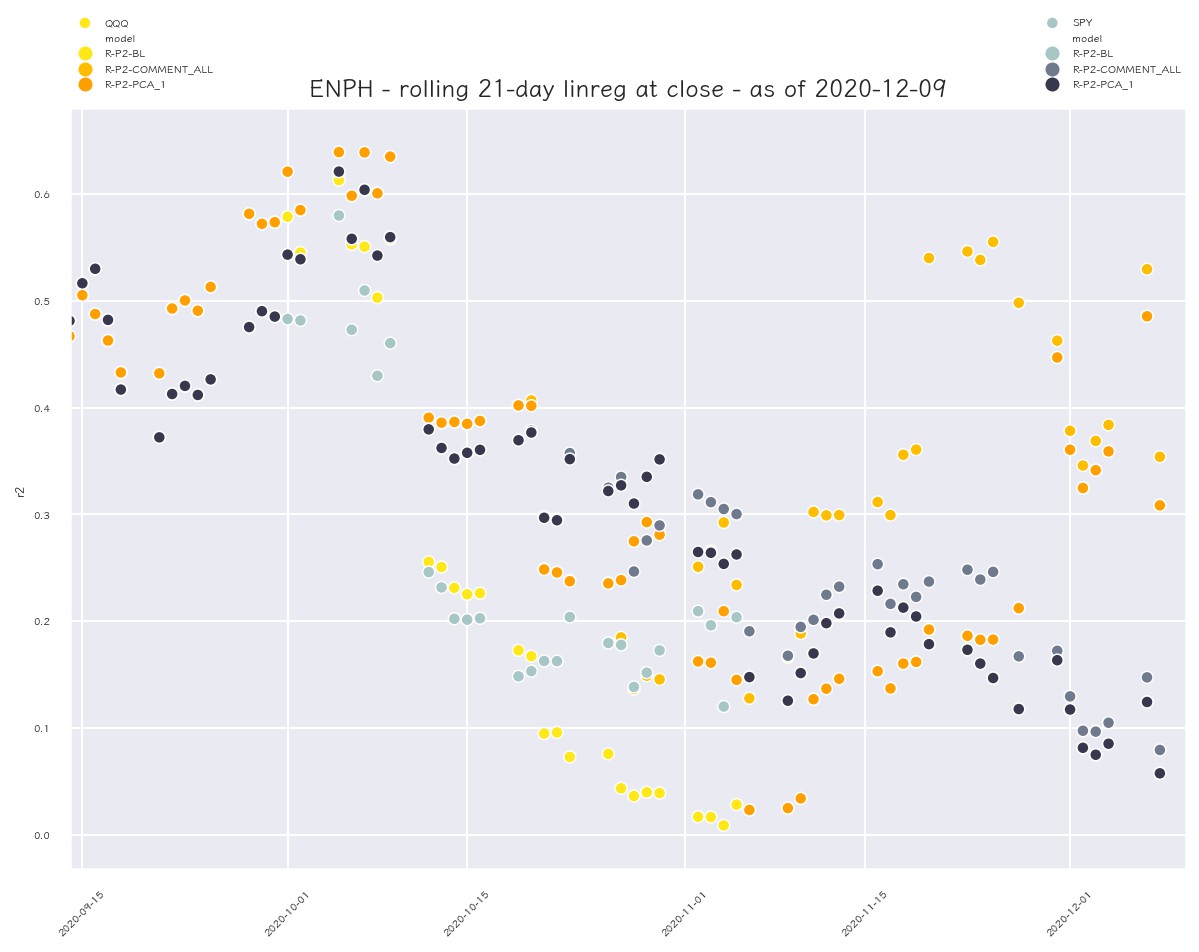 QQQ
model
R-P2-BL
R-P2-COMMENT_ALL
R-P2-PCA_1
SPY
model
R-P2-BL
R-P2-COMMENT_ALL
R-P2-PCA_1
ENPH - rolling 21-day linreg at close - as of 2020-12-09
r2
0.6
0.5
0.4
0.3
0.2
0.1
0.0
2020-09-15
2020-10-01
2020-10-15
2020-11-01
2020-11-15
2020-12-01